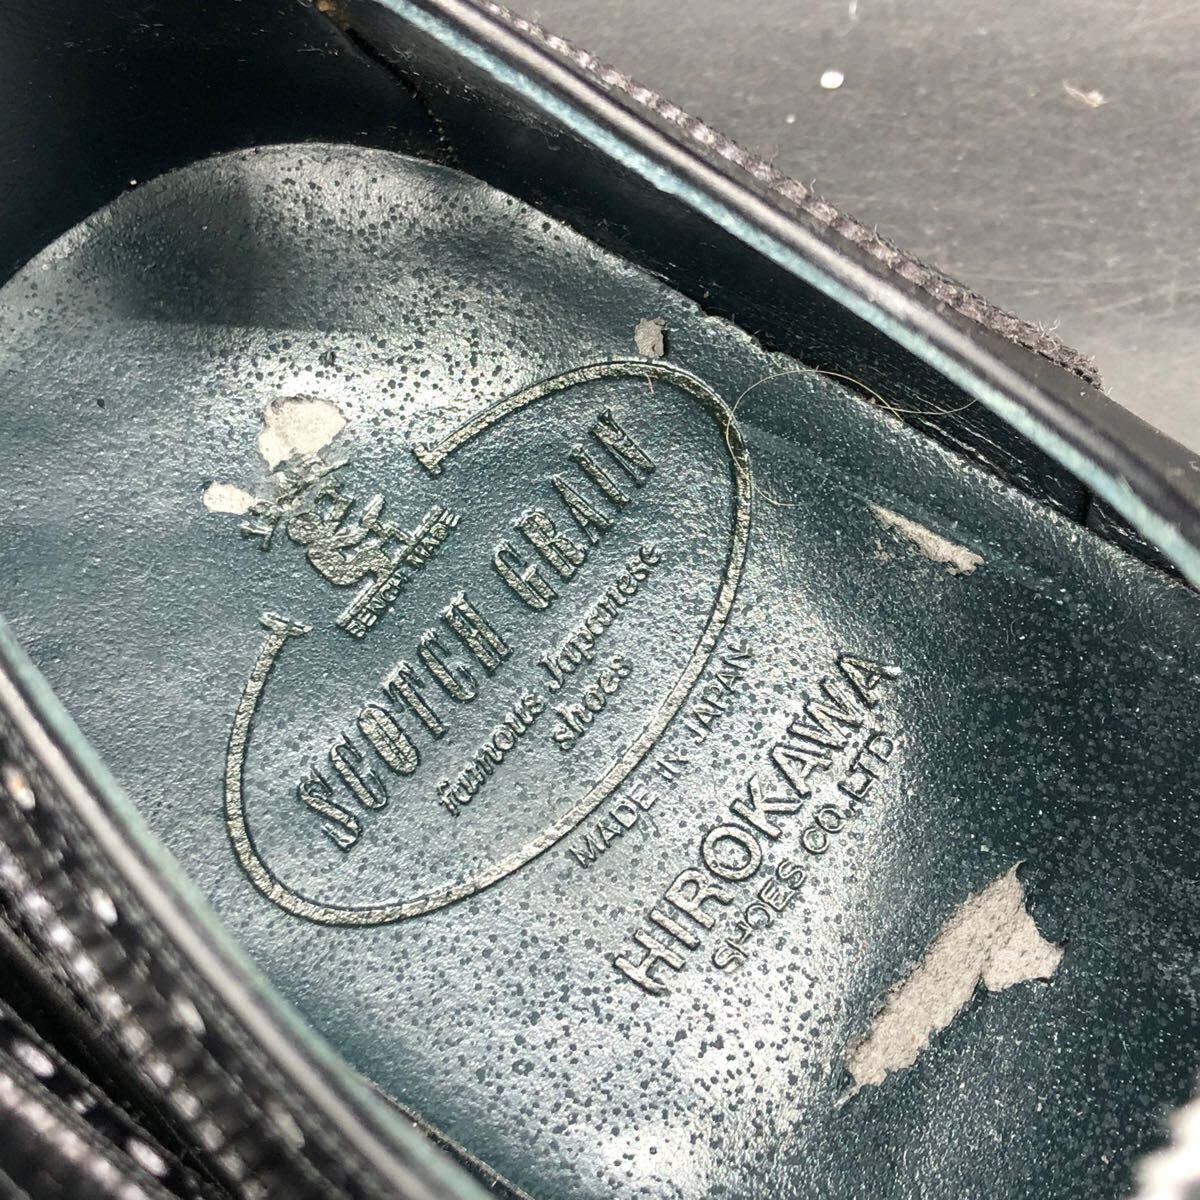 BENCH MADE
SCOTCH GRAIN
famous Japanese
shoes
MADE IN JAPAN
HIROKAWA
SHOES CO.,LTD.